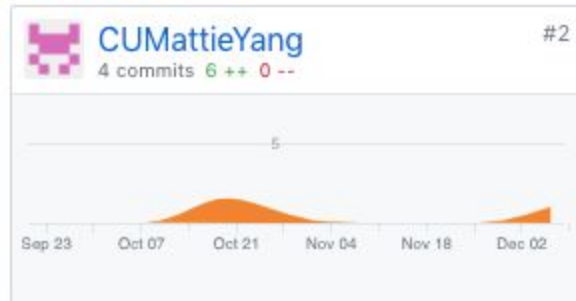 CUMattieYang #2
4 commits 6 ++ 0 --
5
Sep 23 Oct 07 Oct 21 Nov 04 Nov 18 Dec 02